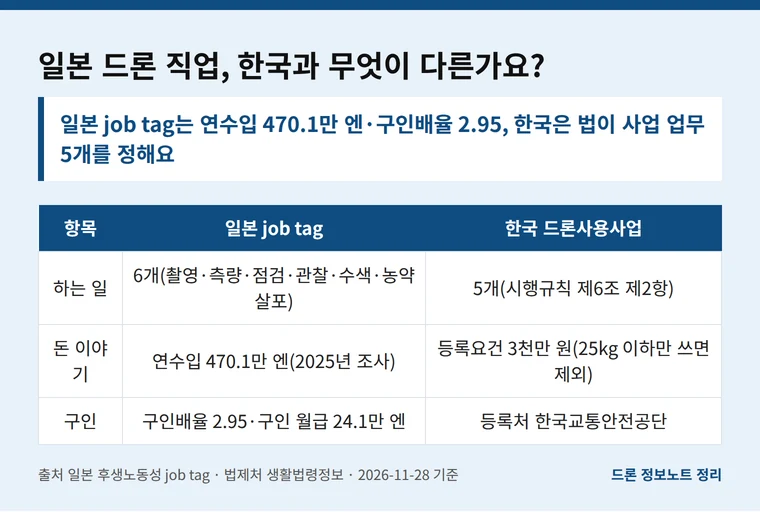 일본 드론 직업, 한국과 무엇이 다른가요?
일본 job tag는 연수입 470.1만 엔·구인배율 2.95, 한국은 법이 사업 업무
5개를 정해요
항목 일본 job tag 한국 드론사용사업
하는 일 6개(촬영·측량·점검·관찰·수색·농약 살포) 5개(시행규칙 제6조 제2항)
돈 이야기 연수입 470.1만 엔(2025년 조사) 등록요건 3천만 원(25kg 이하만 쓰면 제외)
구인 구인배율 2.95·구인 월급 24.1만 엔 등록처 한국교통안전공단
출처 일본 후생노동성 job tag · 법제처 생활법령정보 · 2026-11-28 기준 드론 정보노트 정리